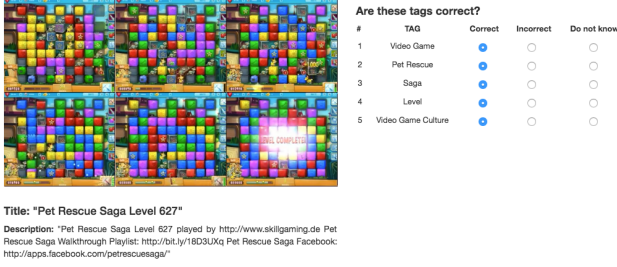 Are these tags correct?
# TAG Correct Incorrect Do not know
1 Video Game
2 Pet Rescue
3 Saga
4 Level
5 Video Game Culture
LEVEL COMPLETED
Title: "Pet Rescue Saga Level 627"
Description: "Pet Rescue Saga Level 627 played by http://www.skillgaming.de Pet
Rescue Saga Walkthrough Playlist: http://bit.ly/18D3UXq Pet Rescue Saga Facebook:
http://apps.facebook.com/petrescuesaga/"